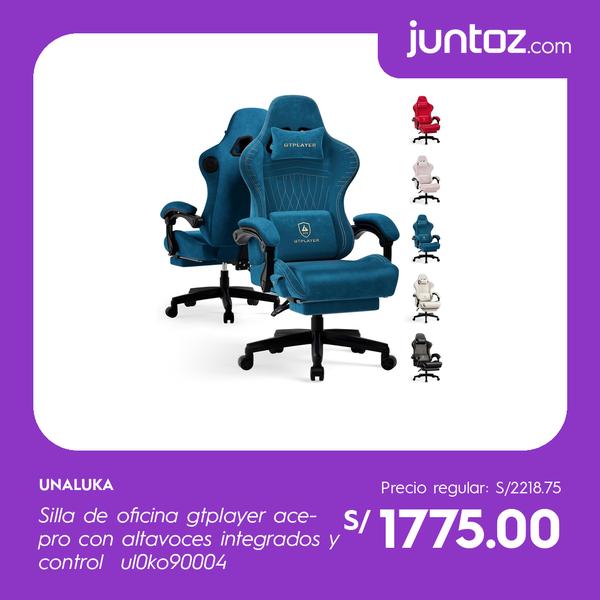 juntoz.com
GTPLAYER
GTPLAYER
UNALUKA
Silla de oficina gtplayer ace-
pro con altavoces integrados y
control ul0ko90004
Precio regular: S/2218.75
S/ 1775.00